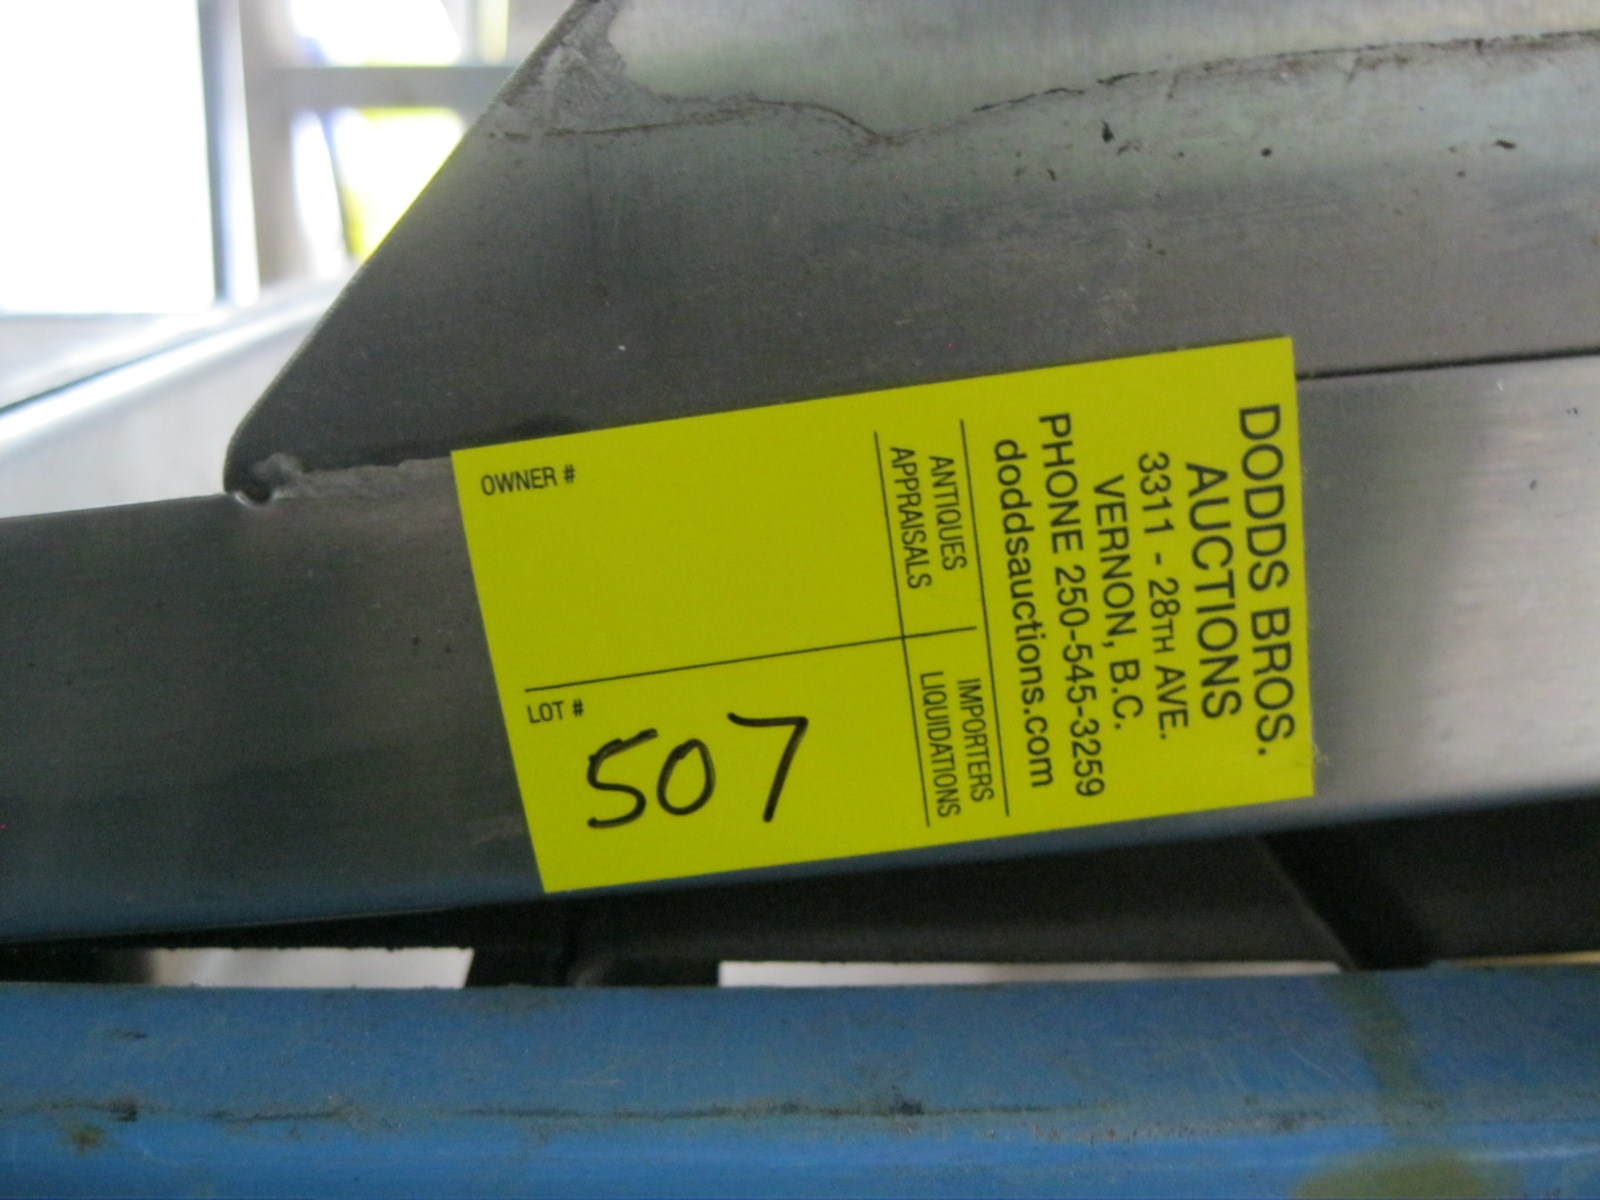 DODDS BROS.
AUCTIONS
3311 - 28TH AVE.
VERNON, B.C.
PHONE 250-545-3259
doddsauctions.com
ANTIQUES
APPRAISALS
IMPORTERS
LIQUIDATIONS
OWNER #
LOT #
507